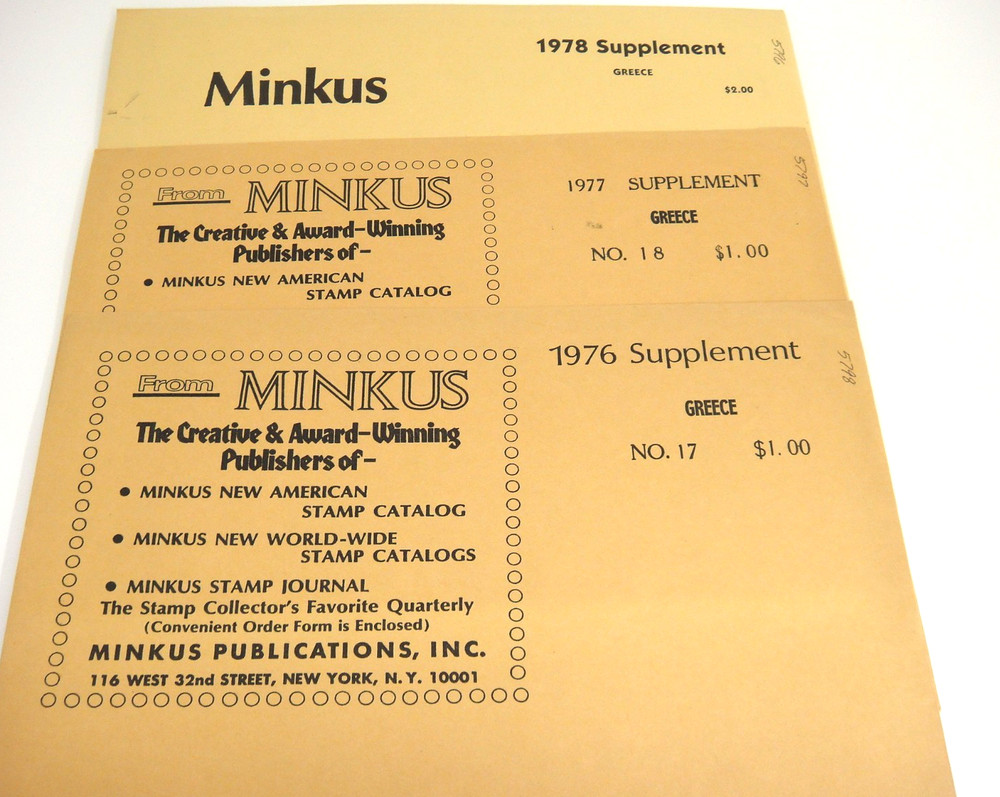 Minkus
1978 Supplement
GREECE
$2.00
5796
From MINKUS
The Creative & Award-Winning
Publishers of-
• MINKUS NEW AMERICAN
STAMP CATALOG
1977 SUPPLEMENT
GREECE
NO. 18 $1.00
5797
From MINKUS
The Creative & Award-Winning
Publishers of-
• MINKUS NEW AMERICAN
STAMP CATALOG
• MINKUS NEW WORLD-WIDE
STAMP CATALOGS
• MINKUS STAMP JOURNAL
The Stamp Collector's Favorite Quarterly
(Convenient Order Form is Enclosed)
MINKUS PUBLICATIONS, INC.
116 WEST 32nd STREET, NEW YORK, N.Y. 10001
1976 Supplement
GREECE
NO. 17 $1.00
5798